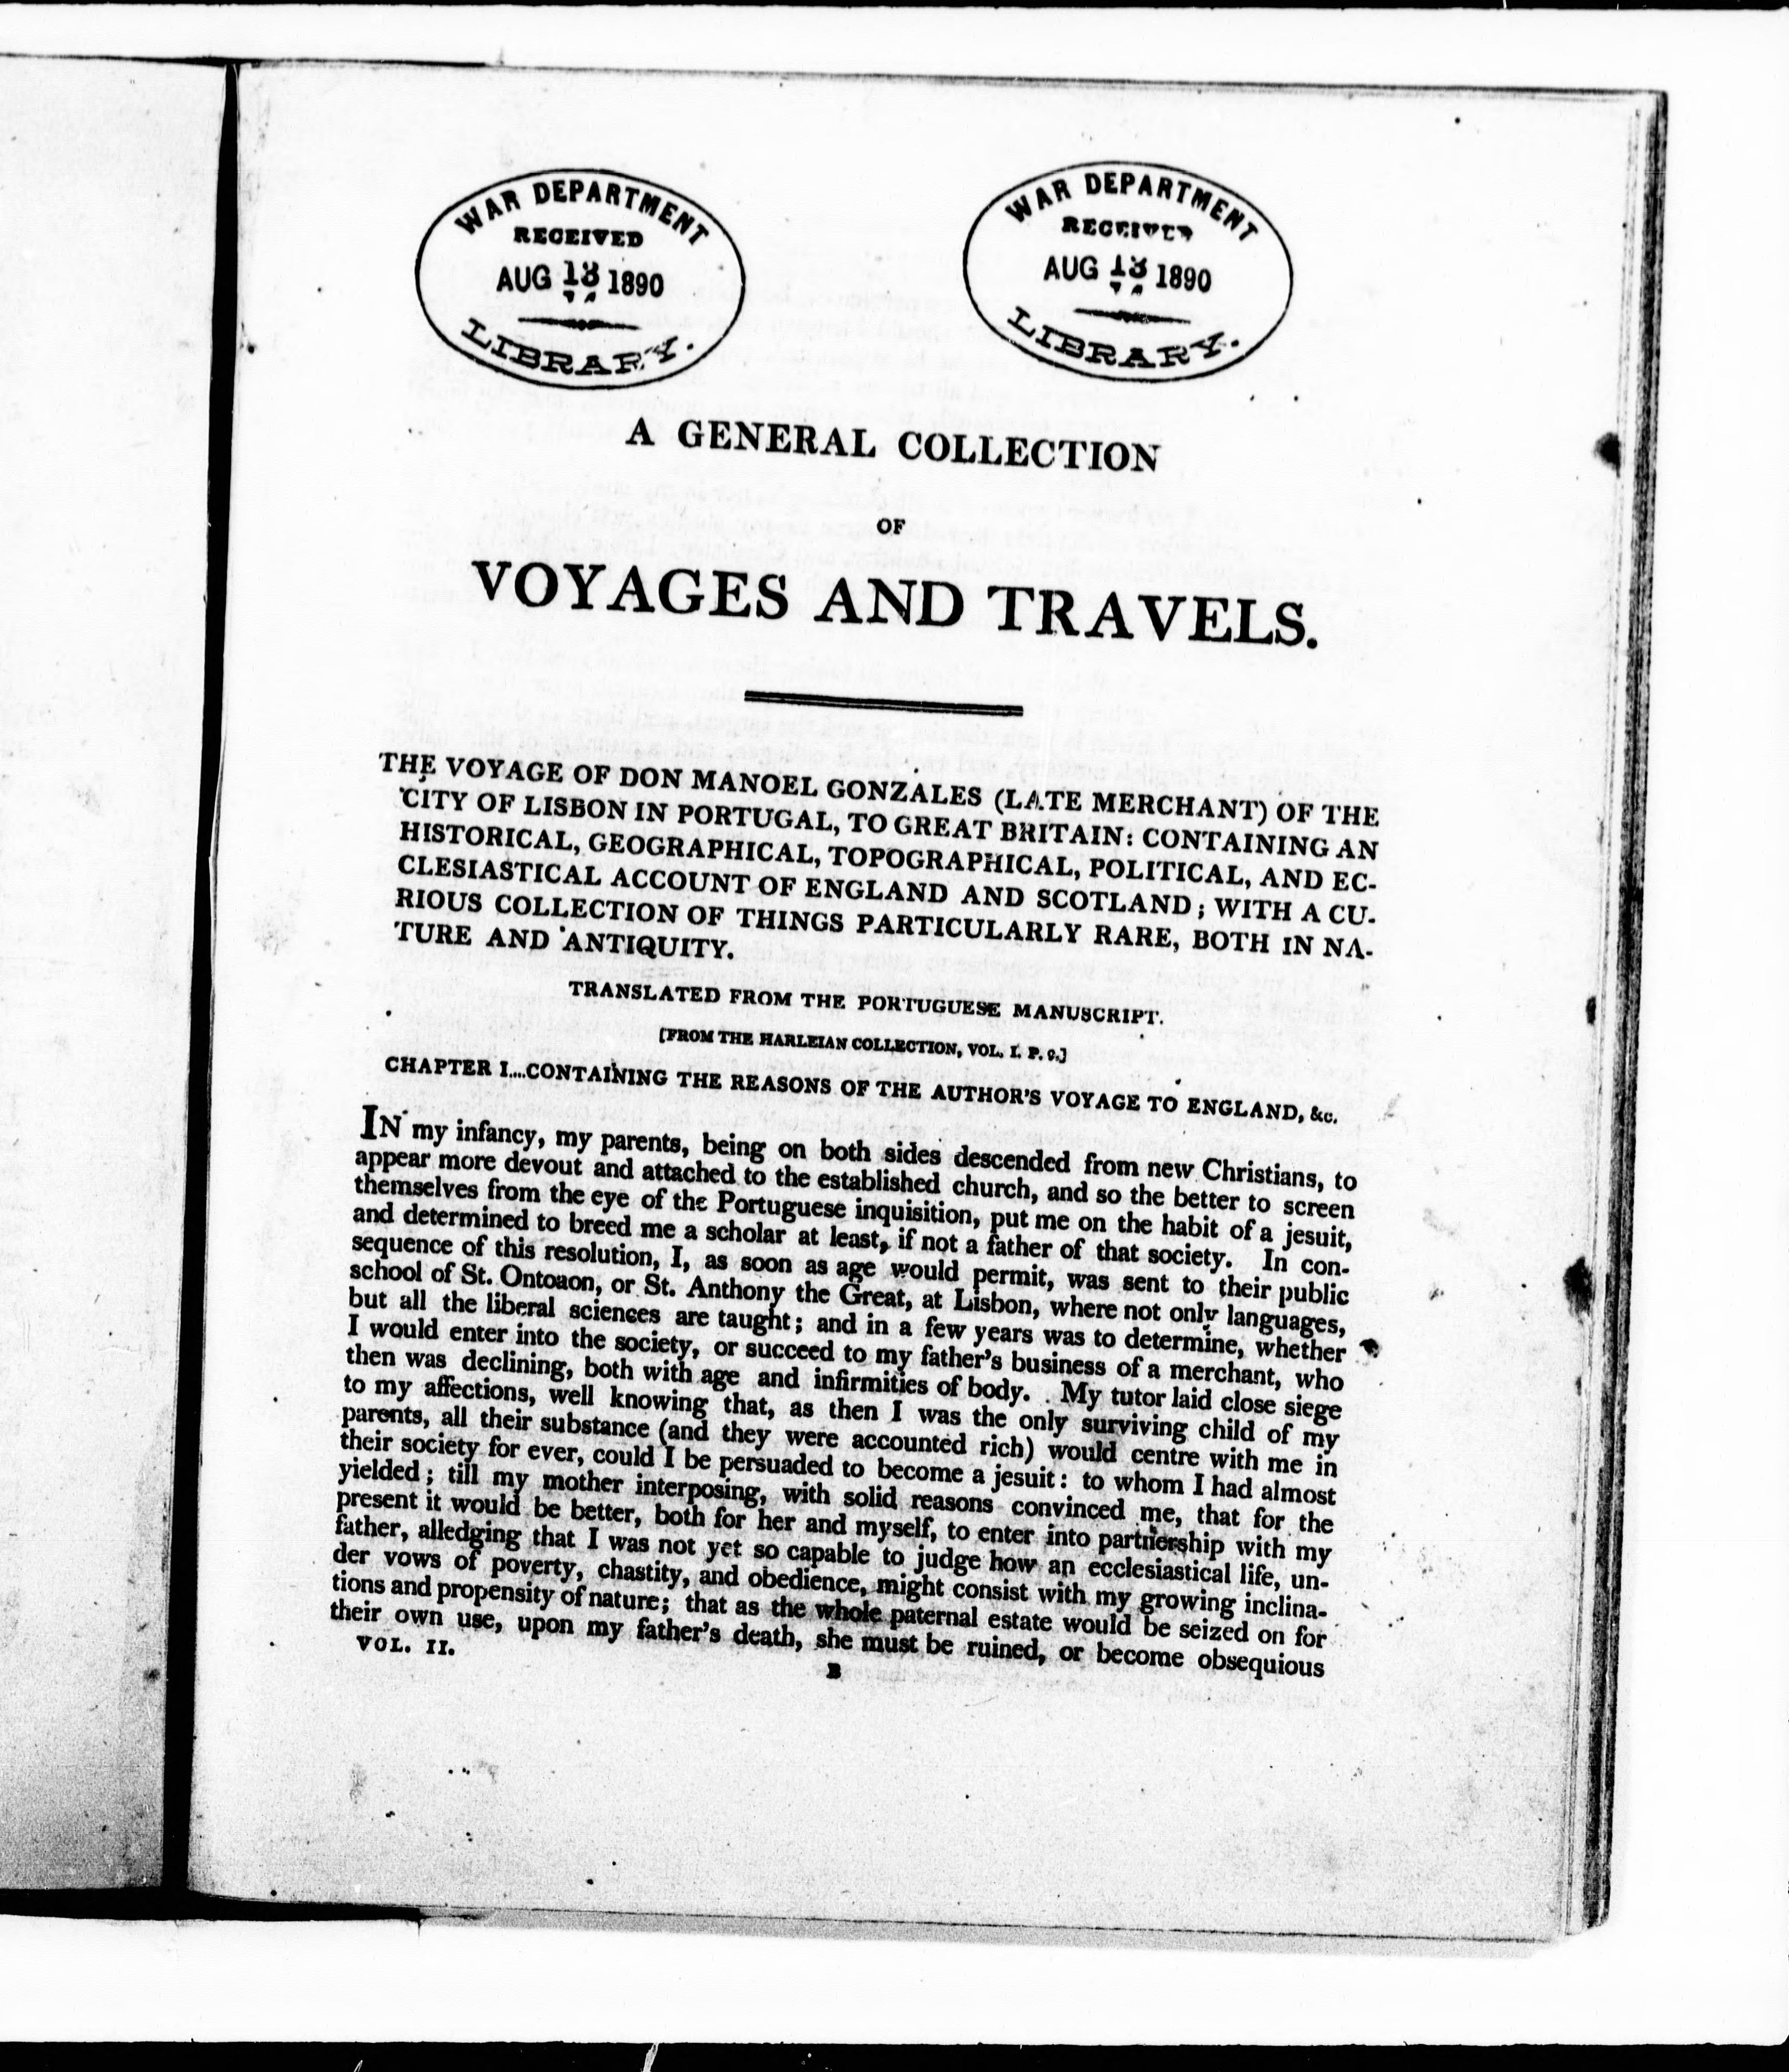 WAR DEPARTMENT
RECEIVED
AUG 18 1890
LIBRARY.
WAR DEPARTMENT
RECEIVED
AUG 18 1890
LIBRARY.
A GENERAL COLLECTION
OF
VOYAGES AND TRAVELS.
THE VOYAGE OF DON MANOEL GONZALES (LATE MERCHANT) OF THE
CITY OF LISBON IN PORTUGAL, TO GREAT BRITAIN: CONTAINING AN
HISTORICAL, GEOGRAPHICAL, TOPOGRAPHICAL, POLITICAL, AND EC-
CLESIASTICAL ACCOUNT OF ENGLAND AND SCOTLAND; WITH A CU-
RIOUS COLLECTION OF THINGS PARTICULARLY RARE, BOTH IN NA-
TURE AND ANTIQUITY.
TRANSLATED FROM THE PORTUGUESE MANUSCRIPT.
[FROM THE HARLEIAN COLLECTION, VOL. I. P. 9.]
CHAPTER I....CONTAINING THE REASONS OF THE AUTHOR'S VOYAGE TO ENGLAND, &c.
IN my infancy, my parents, being on both sides descended from new Christians, to
appear more devout and attached to the established church, and so the better to screen
themselves from the eye of the Portuguese inquisition, put me on the habit of a jesuit,
and determined to breed me a scholar at least, if not a father of that society. In con-
sequence of this resolution, I, as soon as age would permit, was sent to their public
school of St. Ontoaon, or St. Anthony the Great, at Lisbon, where not only languages,
but all the liberal sciences are taught; and in a few years was to determine, whether
I would enter into the society, or succeed to my father's business of a merchant, who
then was declining, both with age and infirmities of body. My tutor laid close siege
to my affections, well knowing that, as then I was the only surviving child of my
parents, all their substance (and they were accounted rich) would centre with me in
their society for ever, could I be persuaded to become a jesuit: to whom I had almost
yielded; till my mother interposing, with solid reasons convinced me, that for the
present it would be better, both for her and myself, to enter into partnership with my
father, alledging that I was not yet so capable to judge how an ecclesiastical life, un-
der vows of poverty, chastity, and obedience, might consist with my growing inclina-
tions and propensity of nature; that as the whole paternal estate would be seized on for
their own use, upon my father's death, she must be ruined, or become obsequious
VOL. II.
B